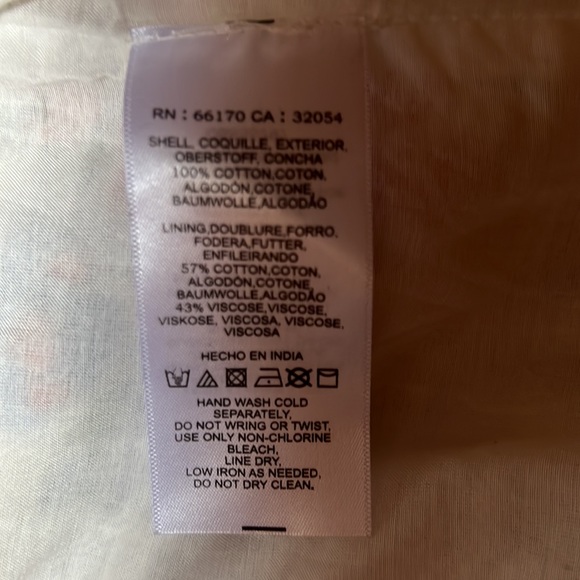 RN : 66170 CA : 32054
SHELL, COQUILLE, EXTERIOR,
OBERSTOFF, CONCHA
100% COTTON,COTON,
ALGODÓN,COTONE,
BAUMWOLLE,ALGODÃO
LINING,DOUBLURE,FORRO,
FODERA,FUTTER,
ENFILEIRANDO
57% COTTON,COTON,
ALGODÓN,COTONE,
BAUMWOLLE,ALGODÃO
43% VISCOSE,VISCOSE,
VISKOSE, VISCOSA, VISCOSE,
VISCOSA
HECHO EN INDIA
HAND WASH COLD
SEPARATELY,
DO NOT WRING OR TWIST,
USE ONLY NON-CHLORINE
BLEACH,
LINE DRY,
LOW IRON AS NEEDED,
DO NOT DRY CLEAN.